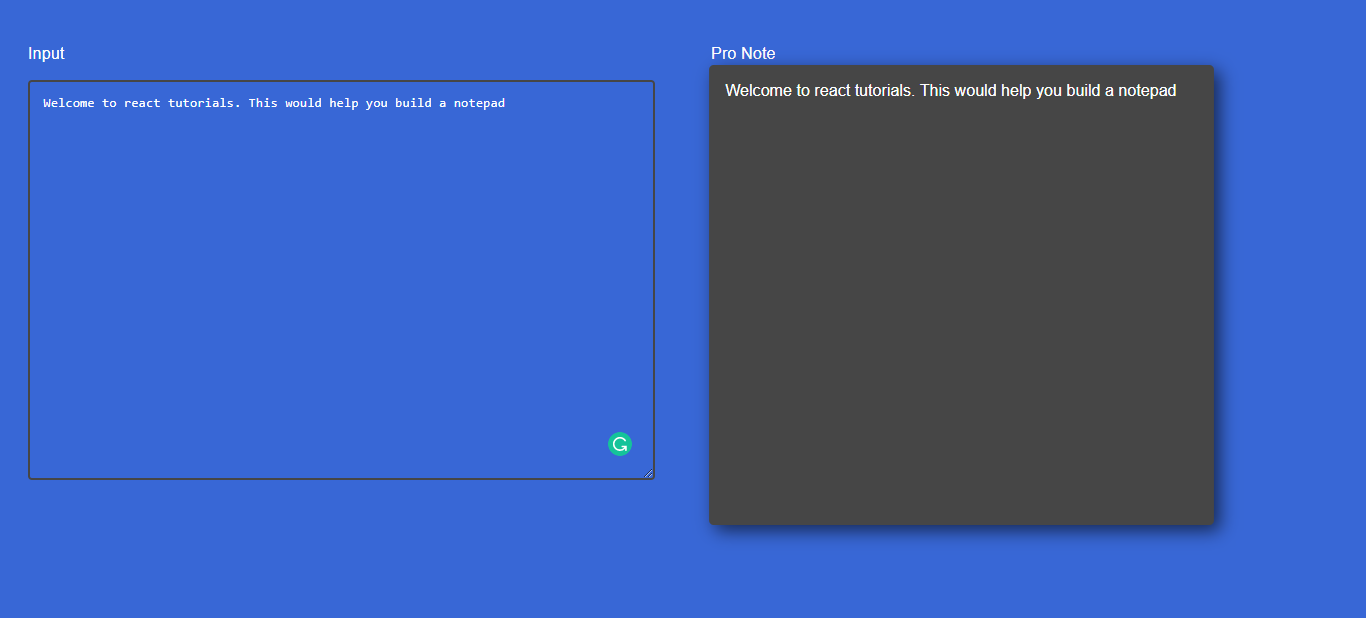 Input
Welcome to react tutorials. This would help you build a notepad
Pro Note
Welcome to react tutorials. This would help you build a notepad